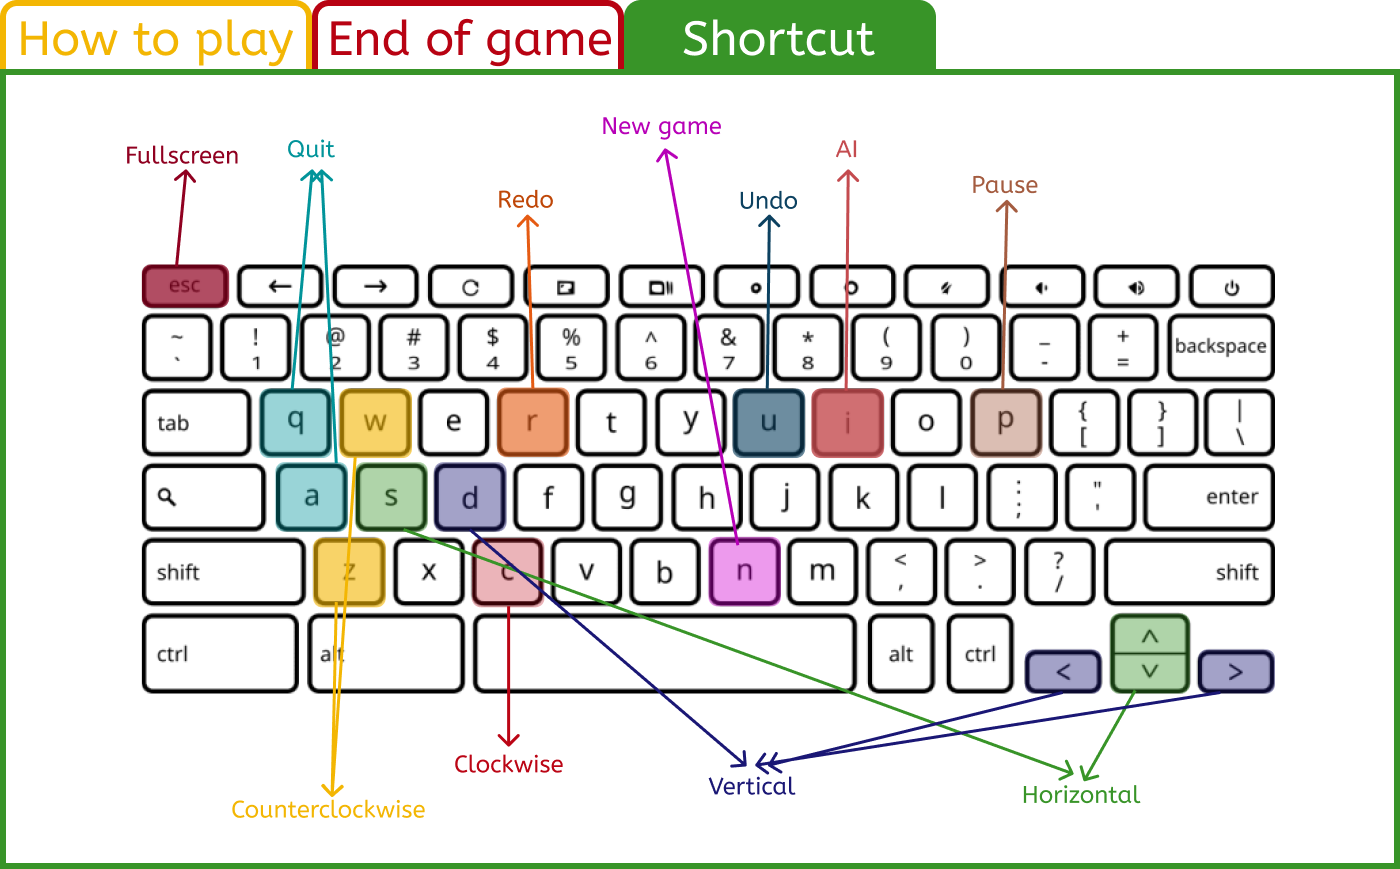 How to play
End of game
Shortcut
New game
Fullscreen
Quit
AI
Pause
Redo
Undo
esc
← →
~ ! @ # $ % ^ & * ( ) _ +
` 1 2 3 4 5 6 7 8 9 0 - = backspace
tab q w e r t y u i o p { } |
[ ] \
a s d f g h j k l : " enter
; '
shift z x c v b n m < > ? shift
, . /
ctrl alt alt ctrl < ^ >
v
Clockwise
Vertical
Horizontal
Counterclockwise